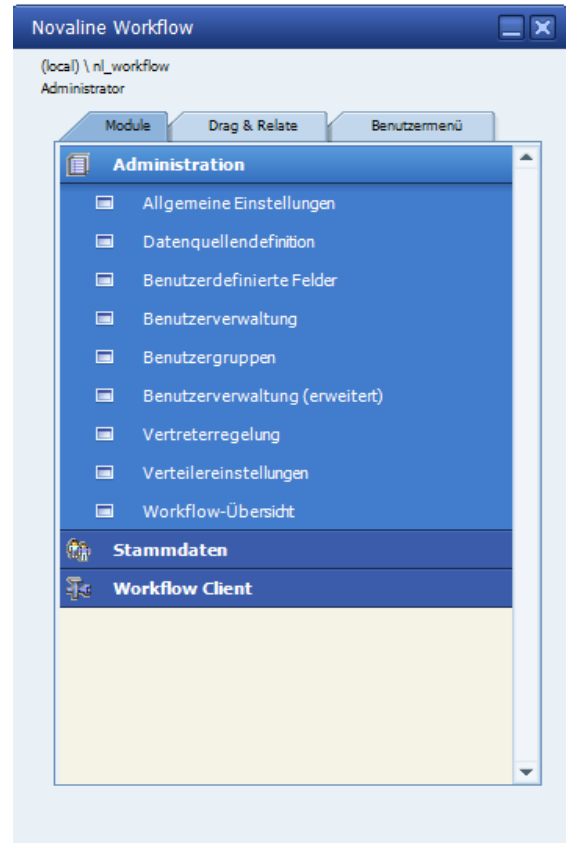 Novaline Workflow
(local) \ nl_workflow
Administrator
Module Drag & Relate Benutzermenü
Administration
Allgemeine Einstellungen
Datenquellendefinition
Benutzerdefinierte Felder
Benutzerverwaltung
Benutzergruppen
Benutzerverwaltung (erweitert)
Vertreterregelung
Verteilereinstellungen
Workflow-Übersicht
Stammdaten
Workflow Client